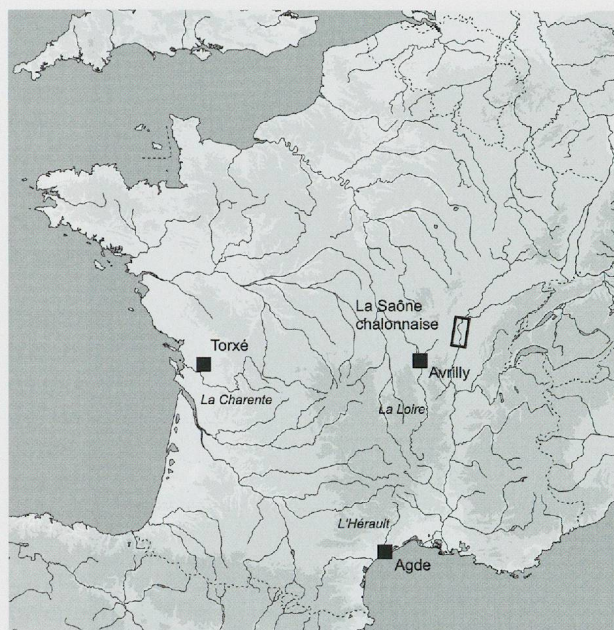 La Saône
chalonnaise
Torxé
Avrilly
La Charente
La Loire
L'Hérault
Agde